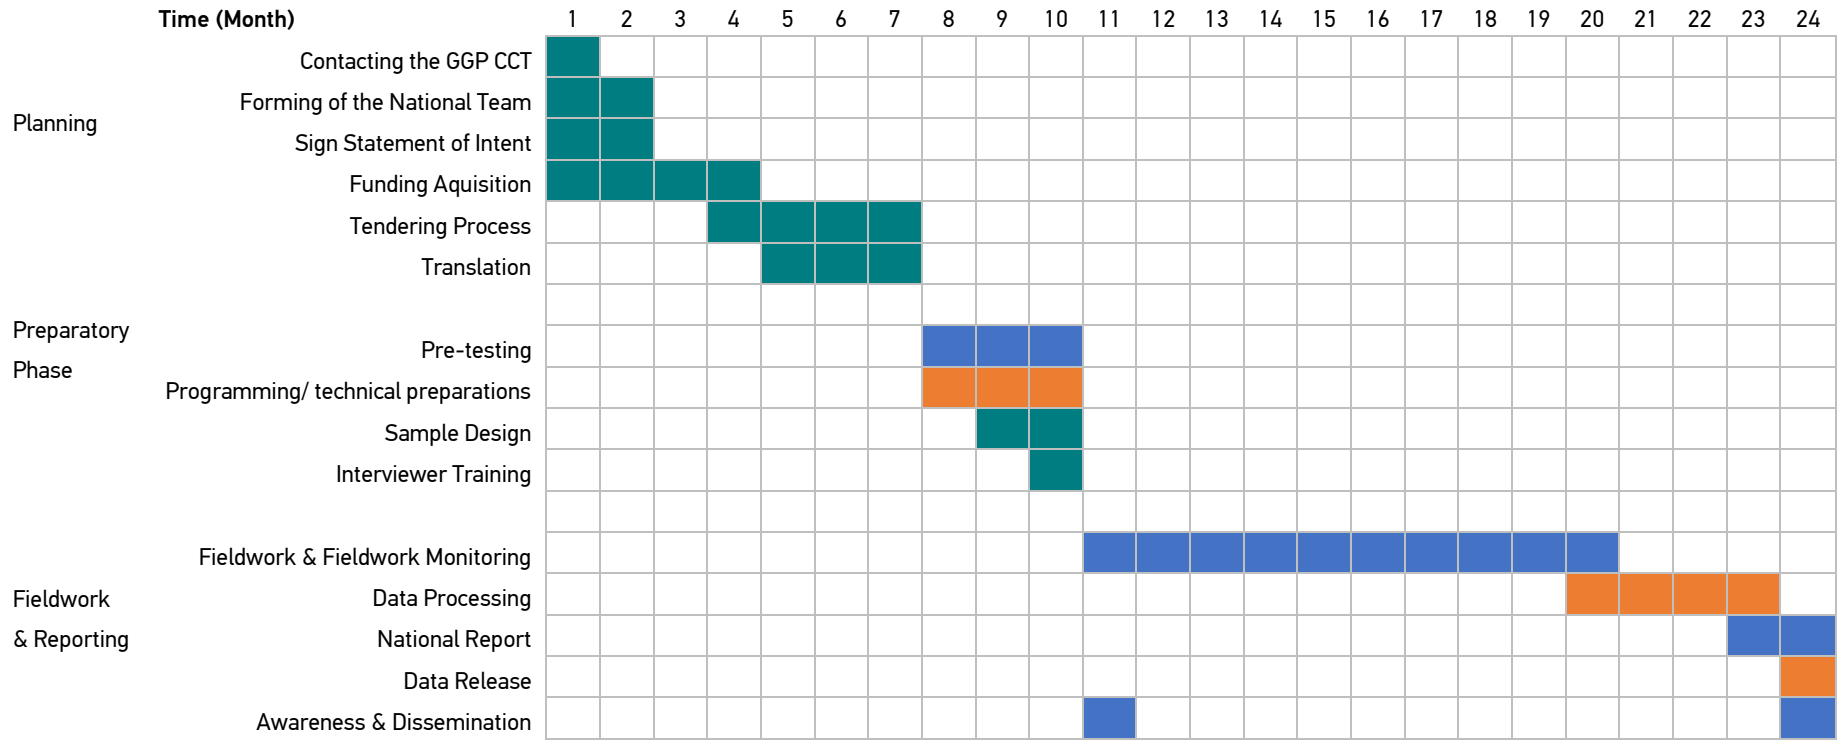 Time (Month) 1 2 3 4 5 6 7 8 9 10 11 12 13 14 15 16 17 18 19 20 21 22 23 24
Planning
Contacting the GGP CCT
Forming of the National Team
Sign Statement of Intent
Funding Aquisition
Tendering Process
Translation
Preparatory
Phase
Pre-testing
Programming/ technical preparations
Sample Design
Interviewer Training
Fieldwork
& Reporting
Fieldwork & Fieldwork Monitoring
Data Processing
National Report
Data Release
Awareness & Dissemination